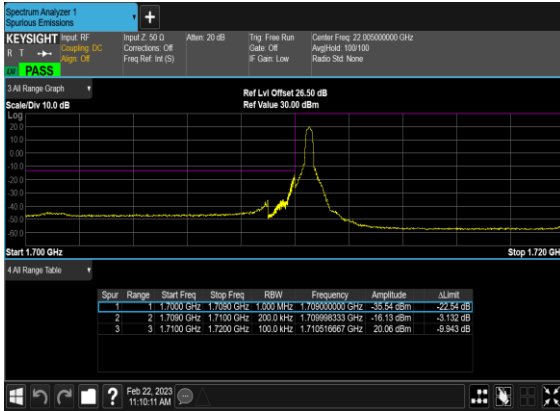 Spectrum Analyzer 1
Spurious Emissions
+
KEYSIGHT Input: RF Input Z: 50 Ω Atten: 20 dB Trig: Free Run Center Freq: 22.005000000 GHz
R T Coupling: DC Corrections: Off Gate: Off Avg|Hold: 100/100
Align: Off Freq Ref: Int (S) IF Gain: Low Radio Std: None
PASS
3 All Range Graph
Ref Lvl Offset 26.50 dB
Scale/Div 10.0 dB Ref Value 30.00 dBm
Log
20.0
10.0
0.00
-10.0
-20.0
-30.0
-40.0
-50.0
-60.0
Start 1.700 GHz Stop 1.720 GHz
4 All Range Table
Spur Range Start Freq Stop Freq RBW Frequency Amplitude ΔLimit
1 1 1.7000 GHz 1.7090 GHz 1.000 MHz 1.709000000 GHz -35.54 dBm -22.54 dB
2 2 1.7090 GHz 1.7100 GHz 200.0 kHz 1.709998333 GHz -16.13 dBm -3.132 dB
3 3 1.7100 GHz 1.7200 GHz 100.0 kHz 1.710516667 GHz 20.06 dBm -9.943 dB
? Feb 22, 2023
11:10:11 AM